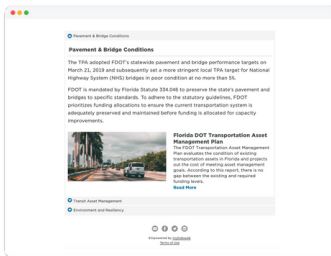 Pavement & Bridge Conditions
Pavement & Bridge Conditions
The TPA adopted FDOT's statewide pavement and bridge performance targets on
March 21, 2019 and subsequently set a more stringent local TPA target for National
Highway System (NHS) bridges in poor condition at no more than 5%.
FDOT is mandated by Florida Statute 334.046 to preserve the state's pavement and
bridges to specific standards. To adhere to the statutory guidelines, FDOT
prioritizes funding allocations to ensure the current transportation system is
adequately preserved and maintained before funding is allocated for capacity
improvements.
Florida DOT Transportation Asset
Management Plan
The FDOT Transportation Asset Management
Plan evaluates the condition of existing
transportation assets in Florida and projects
out the cost of meeting asset management
goals. According to this report, there is no
gap between the existing and required
funding levels.
Read More
Transit Asset Management
Environment and Resiliency
Terms of Use